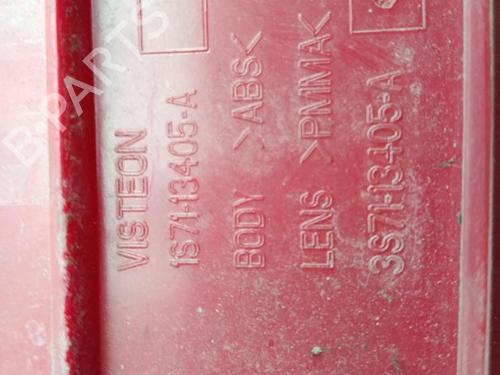 VISTEON
1S71-13405-A
BODY >ABS<
LENS >PMMA<
3S71-13405-A
B-PARTS